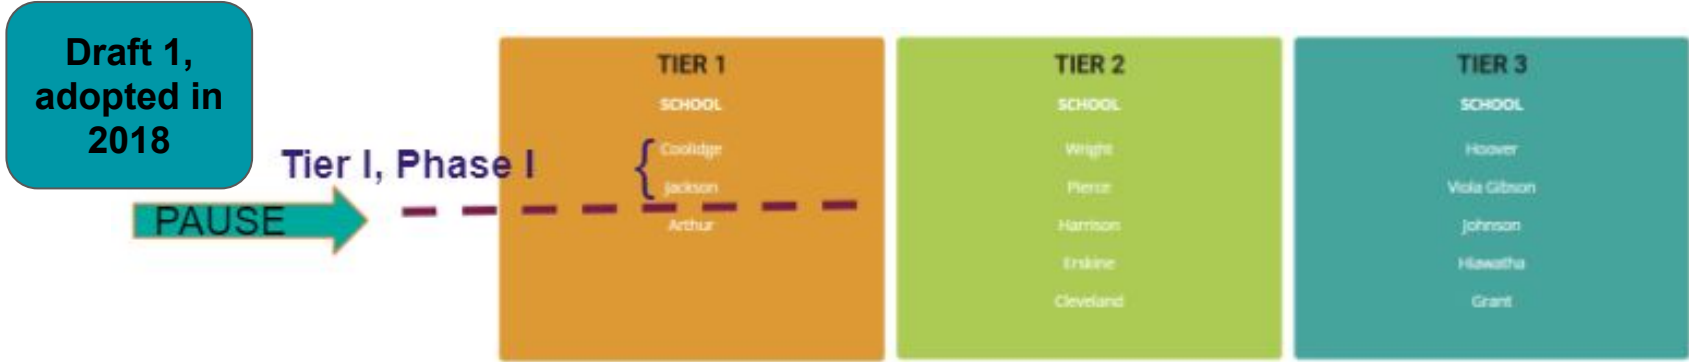 Draft 1,
adopted in
2018
Tier I, Phase I
PAUSE
TIER 1
SCHOOL
Coolidge
Jackson
Arthur
TIER 2
SCHOOL
Wright
Pierce
Harrison
Erskine
Cleveland
TIER 3
SCHOOL
Hoover
Viola Gibson
Johnson
Hiawatha
Grant